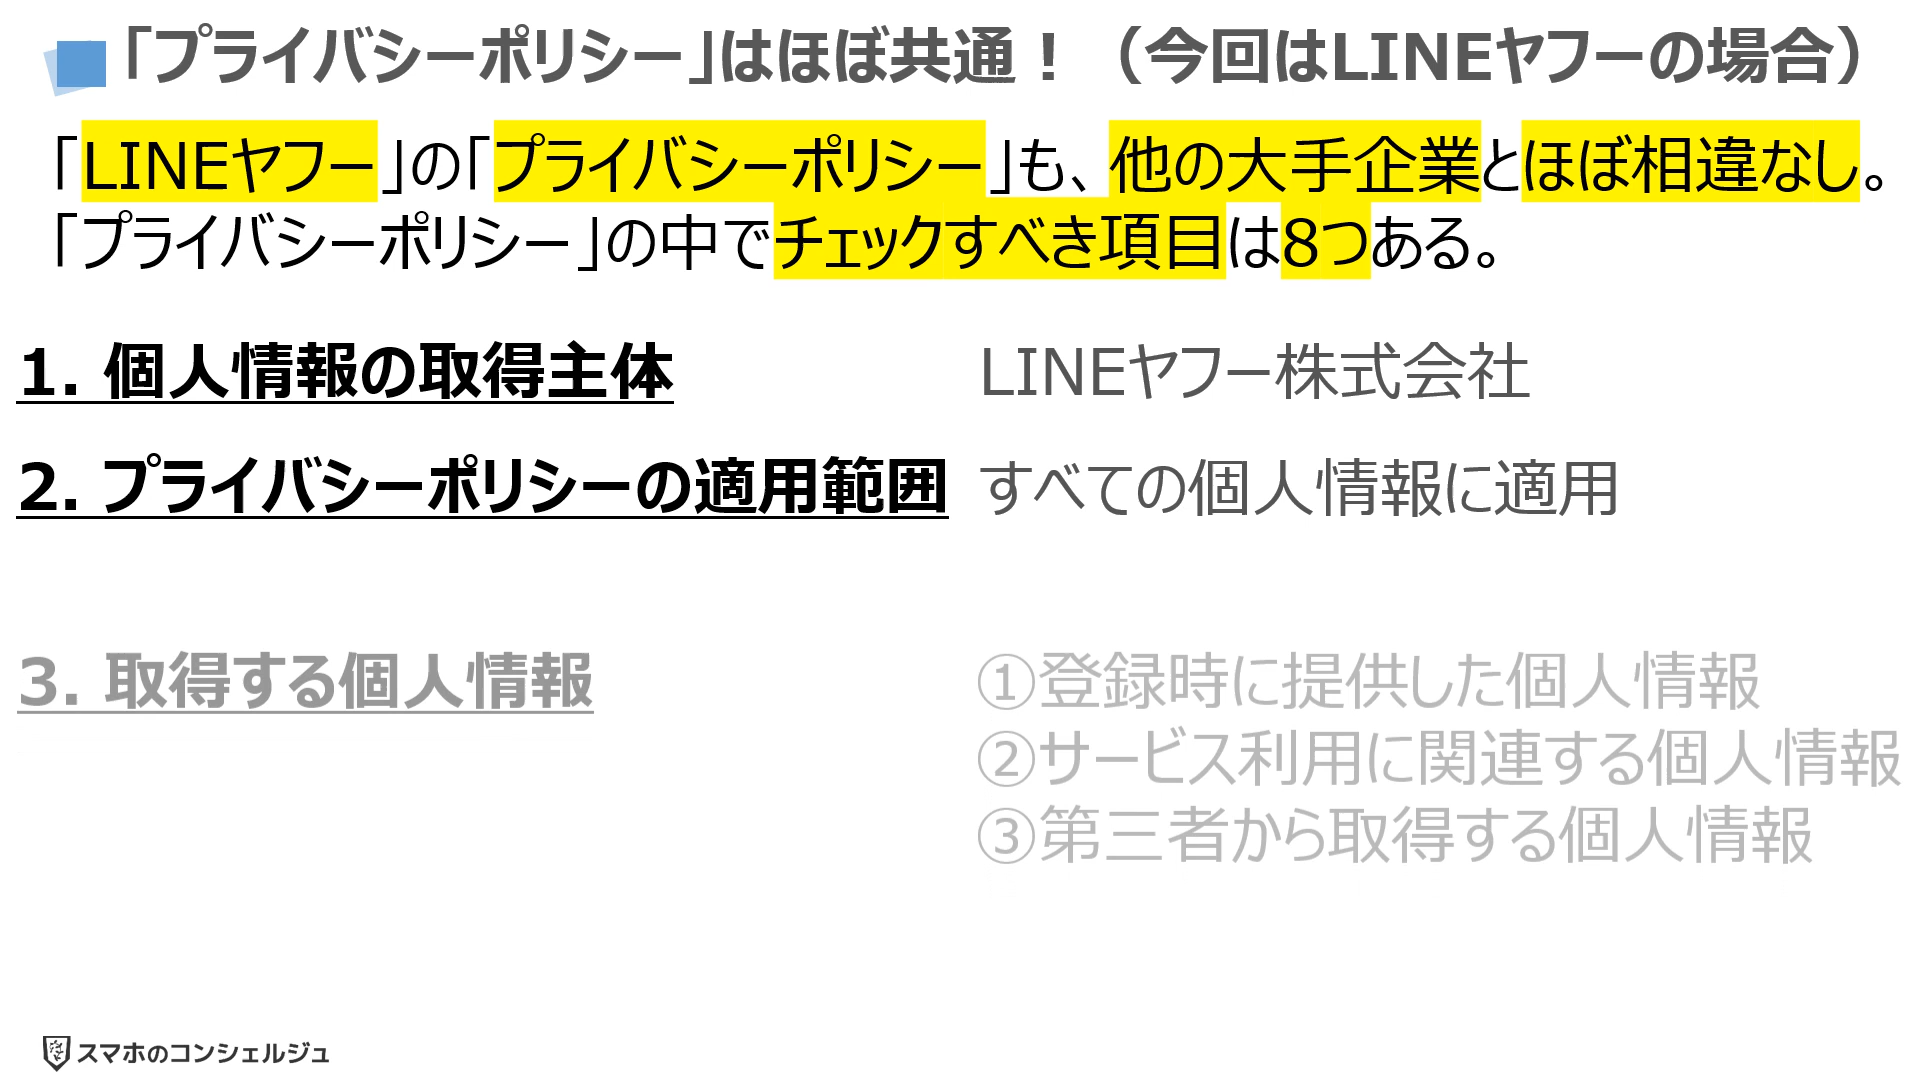 「プライバシーポリシー」はほぼ共通！（今回はLINEヤフーの場合）
「LINEヤフー」の「プライバシーポリシー」も、他の大手企業とほぼ相違なし。
「プライバシーポリシー」の中でチェックすべき項目は8つある。
1. 個人情報の取得主体 LINEヤフー株式会社
2. プライバシーポリシーの適用範囲 すべての個人情報に適用
3. 取得する個人情報 ①登録時に提供した個人情報
②サービス利用に関連する個人情報
③第三者から取得する個人情報
スマホのコンシェルジュ